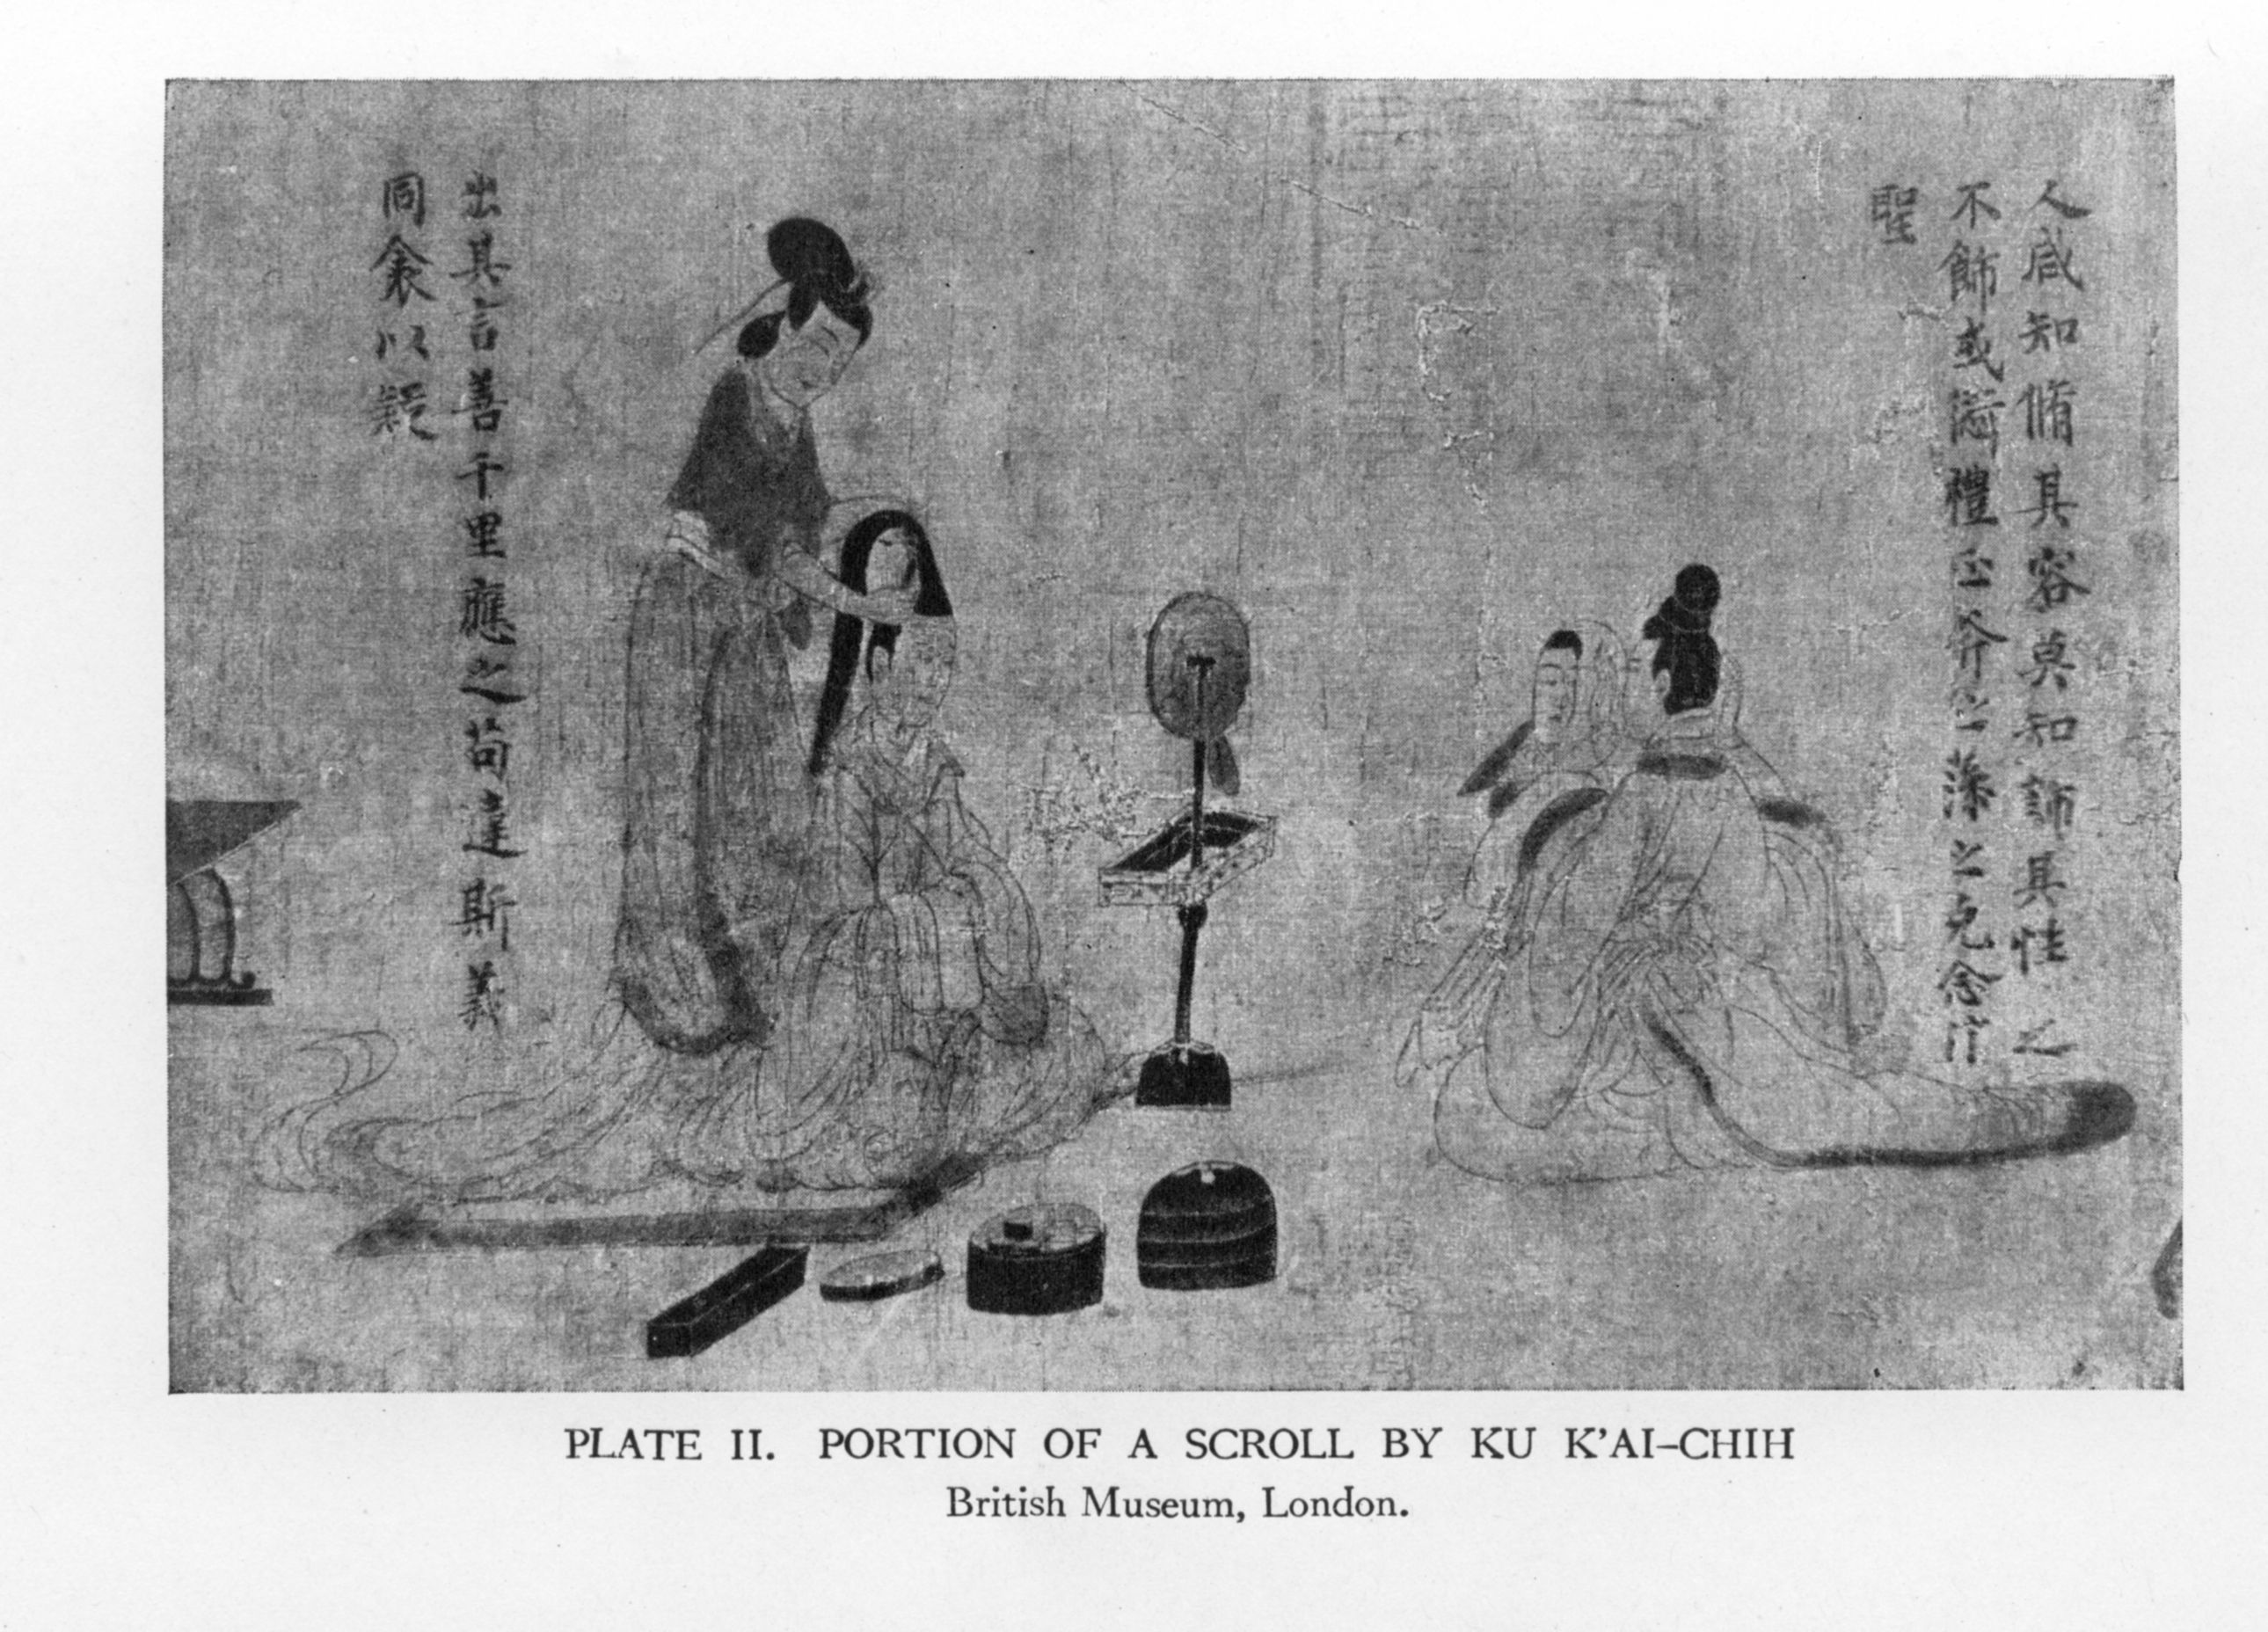 人咸知脩其容莫知飾其性之
不飾或愆禮正斧之藻之克念作
聖
出其言善千里應之苟違斯義
同衾以疑
PLATE II. PORTION OF A SCROLL BY KU K’AI–CHIH
British Museum, London.